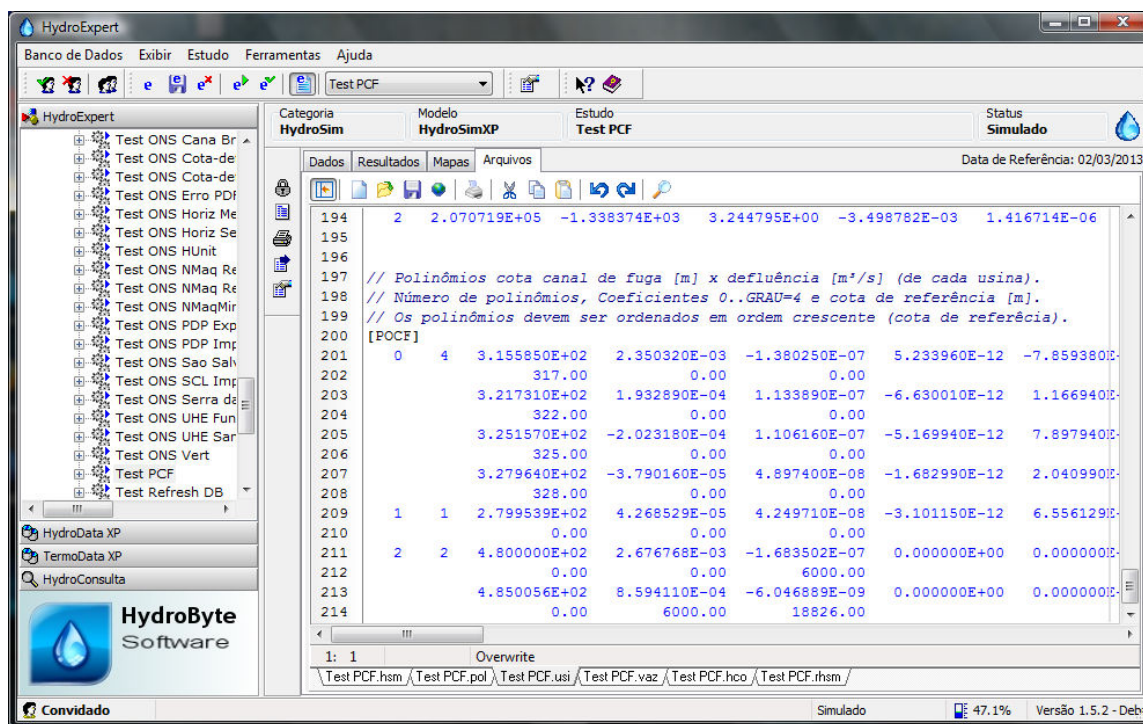 HydroExpert
Banco de Dados Exibir Estudo Ferramentas Ajuda
Test PCF
HydroExpert
Test ONS Cana Br
Test ONS Cota-de
Test ONS Cota-de
Test ONS Erro PDF
Test ONS Horiz Me
Test ONS Horiz Se
Test ONS HUnit
Test ONS NMaq Re
Test ONS NMaq Re
Test ONS NMaqMir
Test ONS PDP Exp
Test ONS PDP Imp
Test ONS Sao Salv
Test ONS SCL Imp
Test ONS Serra da
Test ONS UHE Fun
Test ONS UHE Sar
Test ONS Vert
Test PCF
Test Refresh DB
HydroData XP
TermoData XP
HydroConsulta
HydroByte
Software
Categoria Modelo Estudo Status
HydroSim HydroSimXP Test PCF Simulado
Dados Resultados Mapas Arquivos Data de Referência: 02/03/2013
194 2 2.070719E+05 -1.338374E+03 3.244795E+00 -3.498782E-03 1.416714E-06
195
196
197 // Polinômios cota canal de fuga [m] x defluência [m³/s] (de cada usina).
198 // Número de polinômios, Coeficientes 0..GRAU=4 e cota de referência [m].
199 // Os polinômios devem ser ordenados em ordem crescente (cota de referêcia).
200 [POCF]
201 0 4 3.155850E+02 2.350320E-03 -1.380250E-07 5.233960E-12 -7.859380E-
202 317.00 0.00 0.00
203 3.217310E+02 1.932890E-04 1.133890E-07 -6.630010E-12 1.166940E-
204 322.00 0.00 0.00
205 3.251570E+02 -2.023180E-04 1.106160E-07 -5.169940E-12 7.897940E-
206 325.00 0.00 0.00
207 3.279640E+02 -3.790160E-05 4.897400E-08 -1.682990E-12 2.040990E-
208 328.00 0.00 0.00
209 1 1 2.799539E+02 4.268529E-05 4.249710E-08 -3.101150E-12 6.556129E-
210 0.00 0.00 0.00
211 2 2 4.800000E+02 2.676768E-03 -1.683502E-07 0.000000E+00 0.000000E-
212 0.00 0.00 6000.00
213 4.850056E+02 8.594110E-04 -6.046889E-09 0.000000E+00 0.000000E-
214 0.00 6000.00 18826.00
1: 1 Overwrite
Test PCF.hsm Test PCF.pol Test PCF.usi Test PCF.vaz Test PCF.hco Test PCF.rhsm
Convidado Simulado 47.1% Versão 1.5.2 - Deb